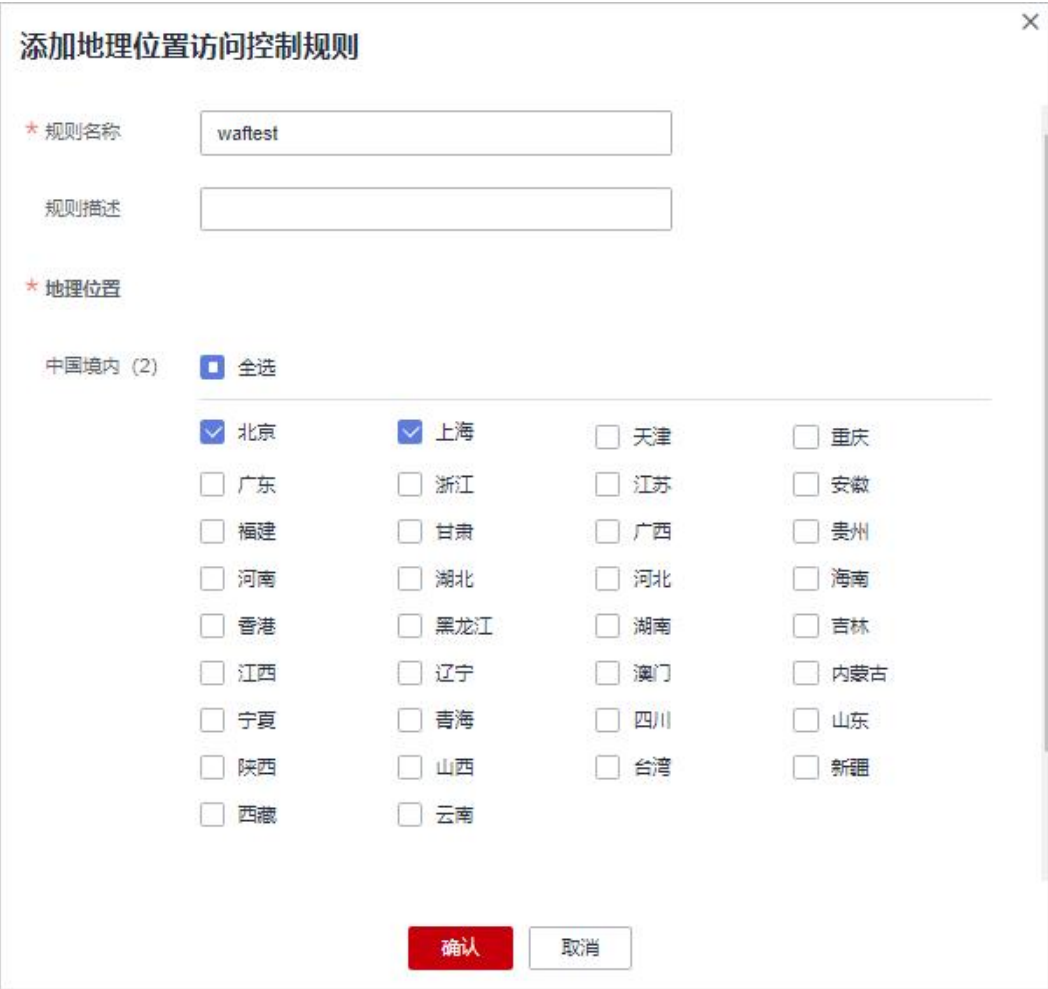 添加地理位置访问控制规则
* 规则名称 waftest
规则描述
* 地理位置
中国境内 (2) 全选
北京 上海 天津 重庆
广东 浙江 江苏 安徽
福建 甘肃 广西 贵州
河南 湖北 河北 海南
香港 黑龙江 湖南 吉林
江西 辽宁 澳门 内蒙古
宁夏 青海 四川 山东
陕西 山西 台湾 新疆
西藏 云南
确认 取消